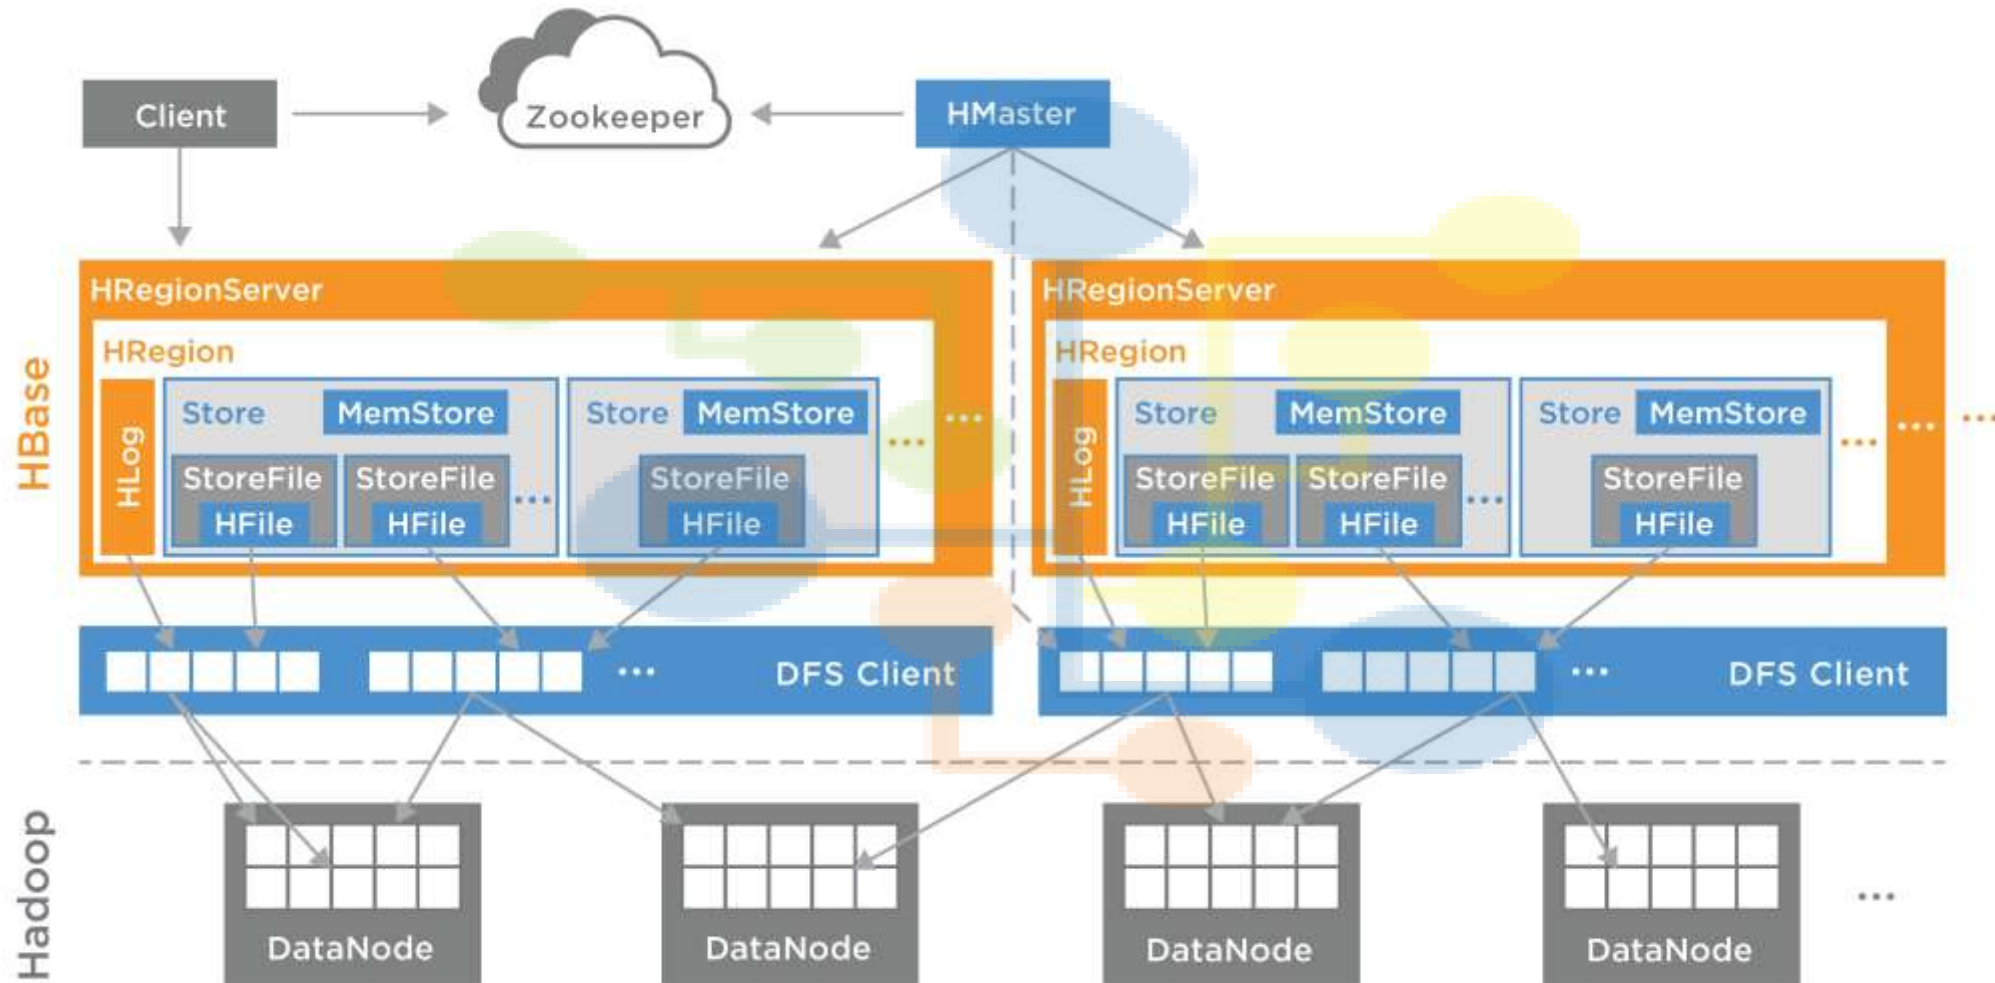 Client
Zookeeper
HMaster
HBase
HRegionServer
HRegion
HLog
Store
MemStore
StoreFile
HFile
StoreFile
HFile
...
Store
MemStore
StoreFile
HFile
...
...
HRegionServer
HRegion
HLog
Store
MemStore
StoreFile
HFile
StoreFile
HFile
...
Store
MemStore
StoreFile
HFile
...
...
...
...
DFS Client
...
DFS Client
Hadoop
DataNode
DataNode
DataNode
DataNode
...